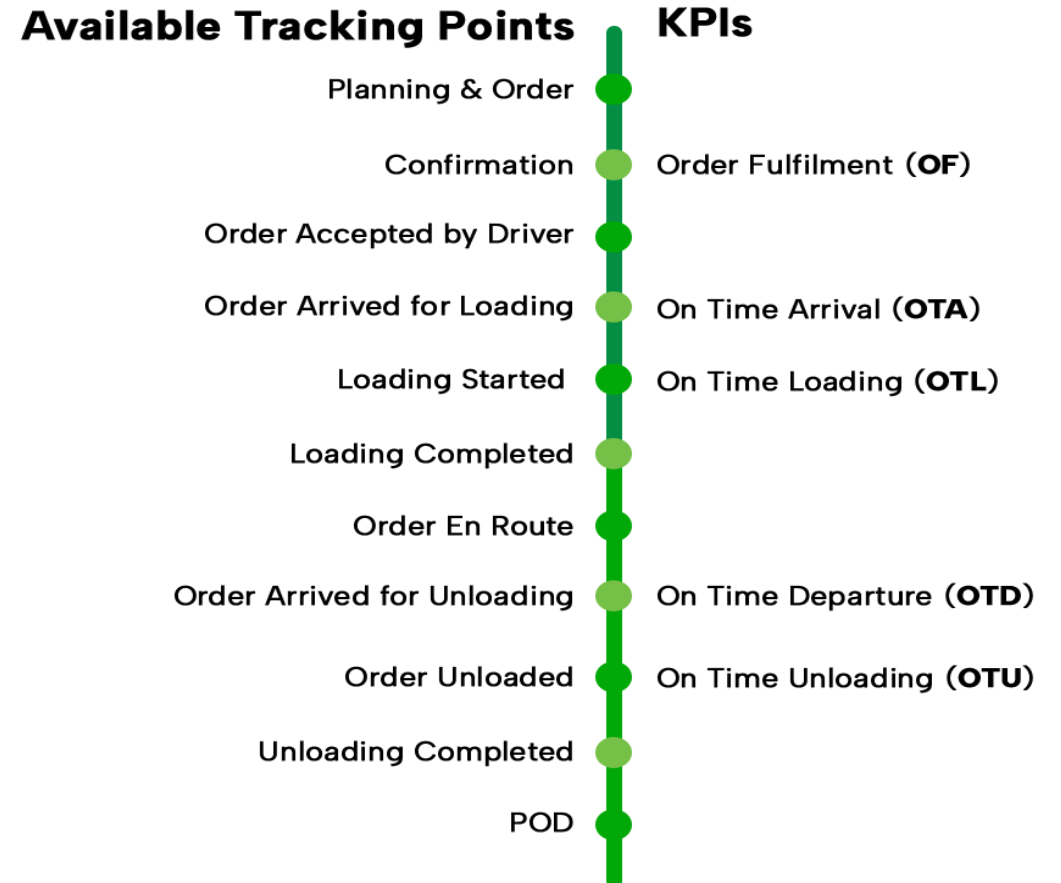 Available Tracking Points KPIs
Planning & Order
Confirmation Order Fulfilment (OF)
Order Accepted by Driver
Order Arrived for Loading On Time Arrival (OTA)
Loading Started On Time Loading (OTL)
Loading Completed
Order En Route
Order Arrived for Unloading On Time Departure (OTD)
Order Unloaded On Time Unloading (OTU)
Unloading Completed
POD